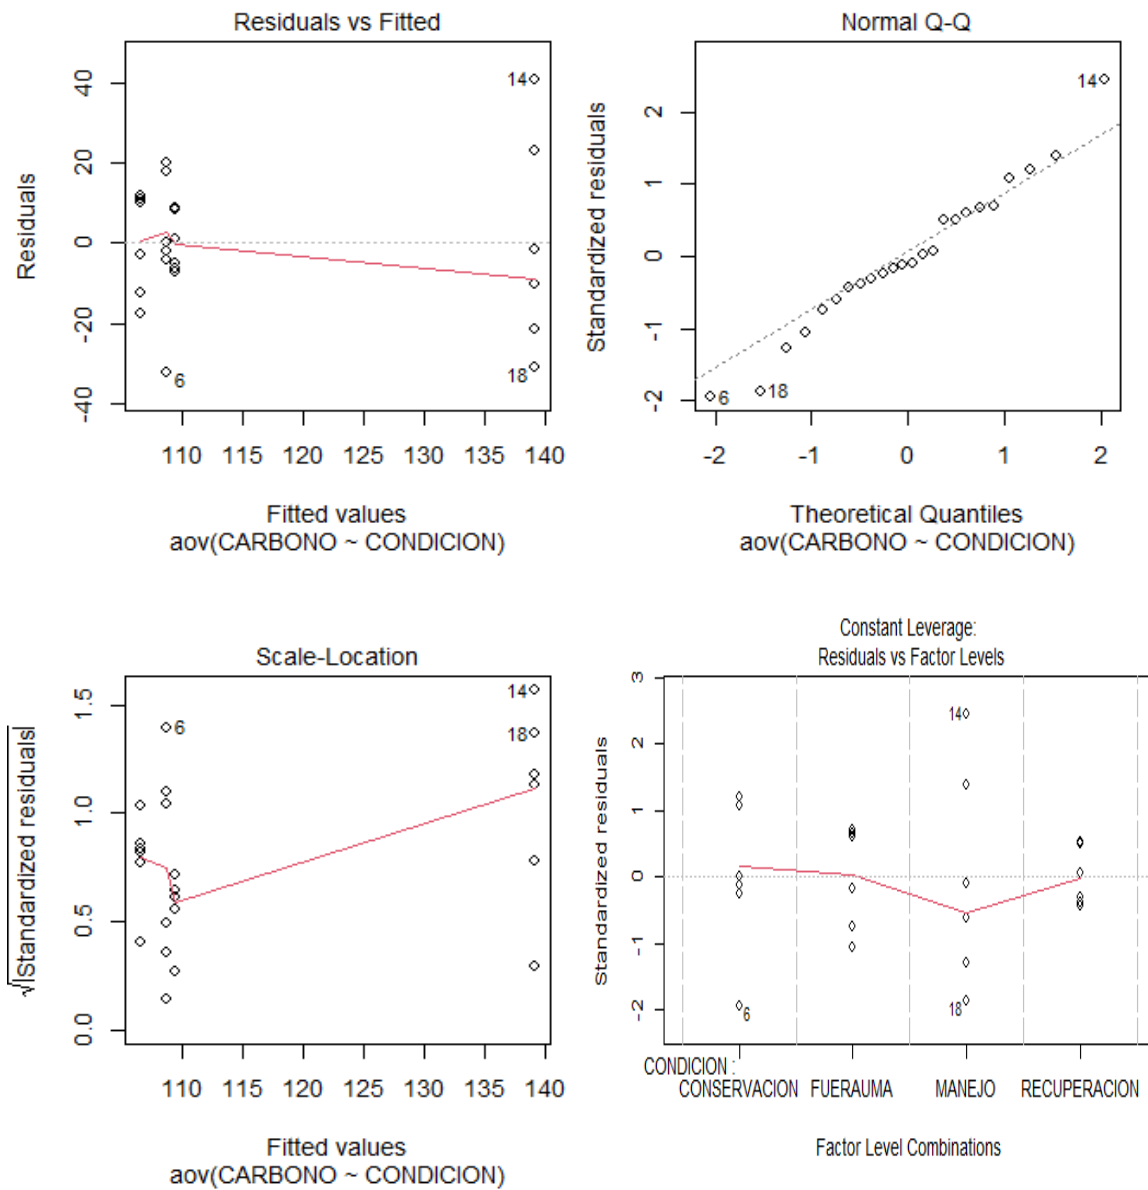 Residuals vs Fitted
Residuals
40
20
0
-20
-40
14
6
18
110 115 120 125 130 135 140
Fitted values
aov(CARBONO ~ CONDICION)
Normal Q-Q
Standardized residuals
2
1
0
-1
-2
14
6
18
-2 -1 0 1 2
Theoretical Quantiles
aov(CARBONO ~ CONDICION)
Scale-Location
√|Standardized residuals|
1.5
1.0
0.5
0.0
14
6
18
110 115 120 125 130 135 140
Fitted values
aov(CARBONO ~ CONDICION)
Constant Leverage:
Residuals vs Factor Levels
Standardized residuals
3
2
1
0
-1
-2
14
6
18
CONDICION :
CONSERVACION FUERAUMA MANEJO RECUPERACION
Factor Level Combinations